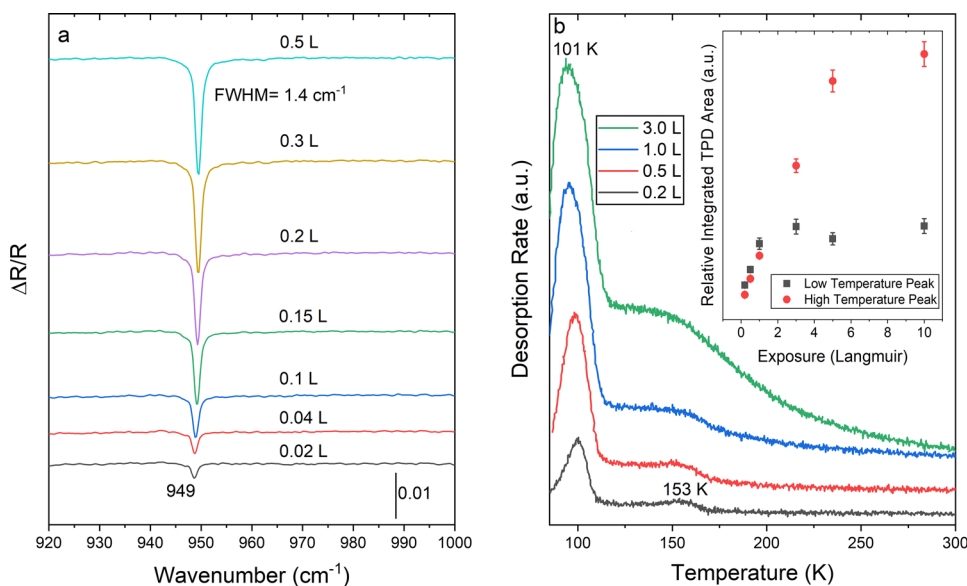 a
0.5 L
FWHM= 1.4 cm⁻¹
0.3 L
0.2 L
0.15 L
0.1 L
0.04 L
0.02 L
949
0.01
ΔR/R
920 930 940 950 960 970 980 990 1000
Wavenumber (cm⁻¹)
b
101 K
3.0 L
1.0 L
0.5 L
0.2 L
153 K
Desorption Rate (a.u.)
100 150 200 250 300
Temperature (K)
Relative Integrated TPD Area (a.u.)
Low Temperature Peak
High Temperature Peak
0 2 4 6 8 10
Exposure (Langmuir)